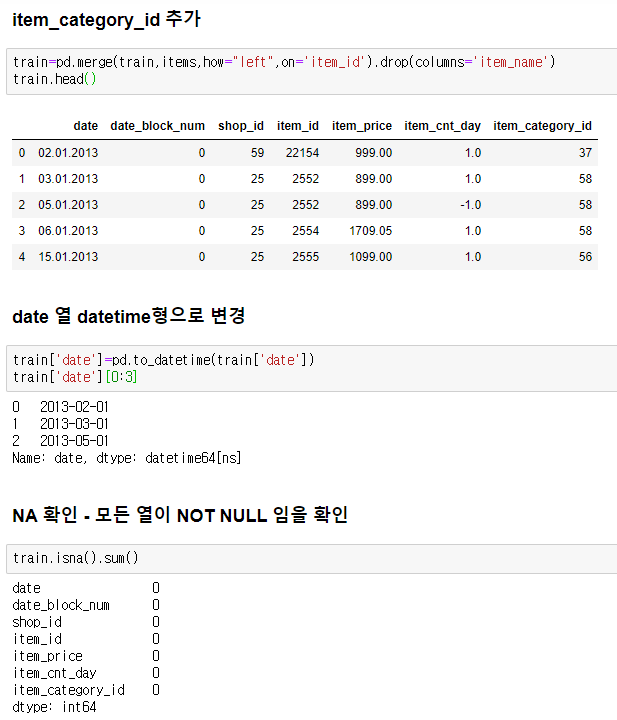 item_category_id 추가
train=pd.merge(train,items,how="left",on='item_id').drop(columns='item_name')
train.head()
date date_block_num shop_id item_id item_price item_cnt_day item_category_id
0 02.01.2013 0 59 22154 999.00 1.0 37
1 03.01.2013 0 25 2552 899.00 1.0 58
2 05.01.2013 0 25 2552 899.00 -1.0 58
3 06.01.2013 0 25 2554 1709.05 1.0 58
4 15.01.2013 0 25 2555 1099.00 1.0 56
date 열 datetime형으로 변경
train['date']=pd.to_datetime(train['date'])
train['date'][0:3]
0 2013-02-01
1 2013-03-01
2 2013-05-01
Name: date, dtype: datetime64[ns]
NA 확인 - 모든 열이 NOT NULL 임을 확인
train.isna().sum()
date 0
date_block_num 0
shop_id 0
item_id 0
item_price 0
item_cnt_day 0
item_category_id 0
dtype: int64